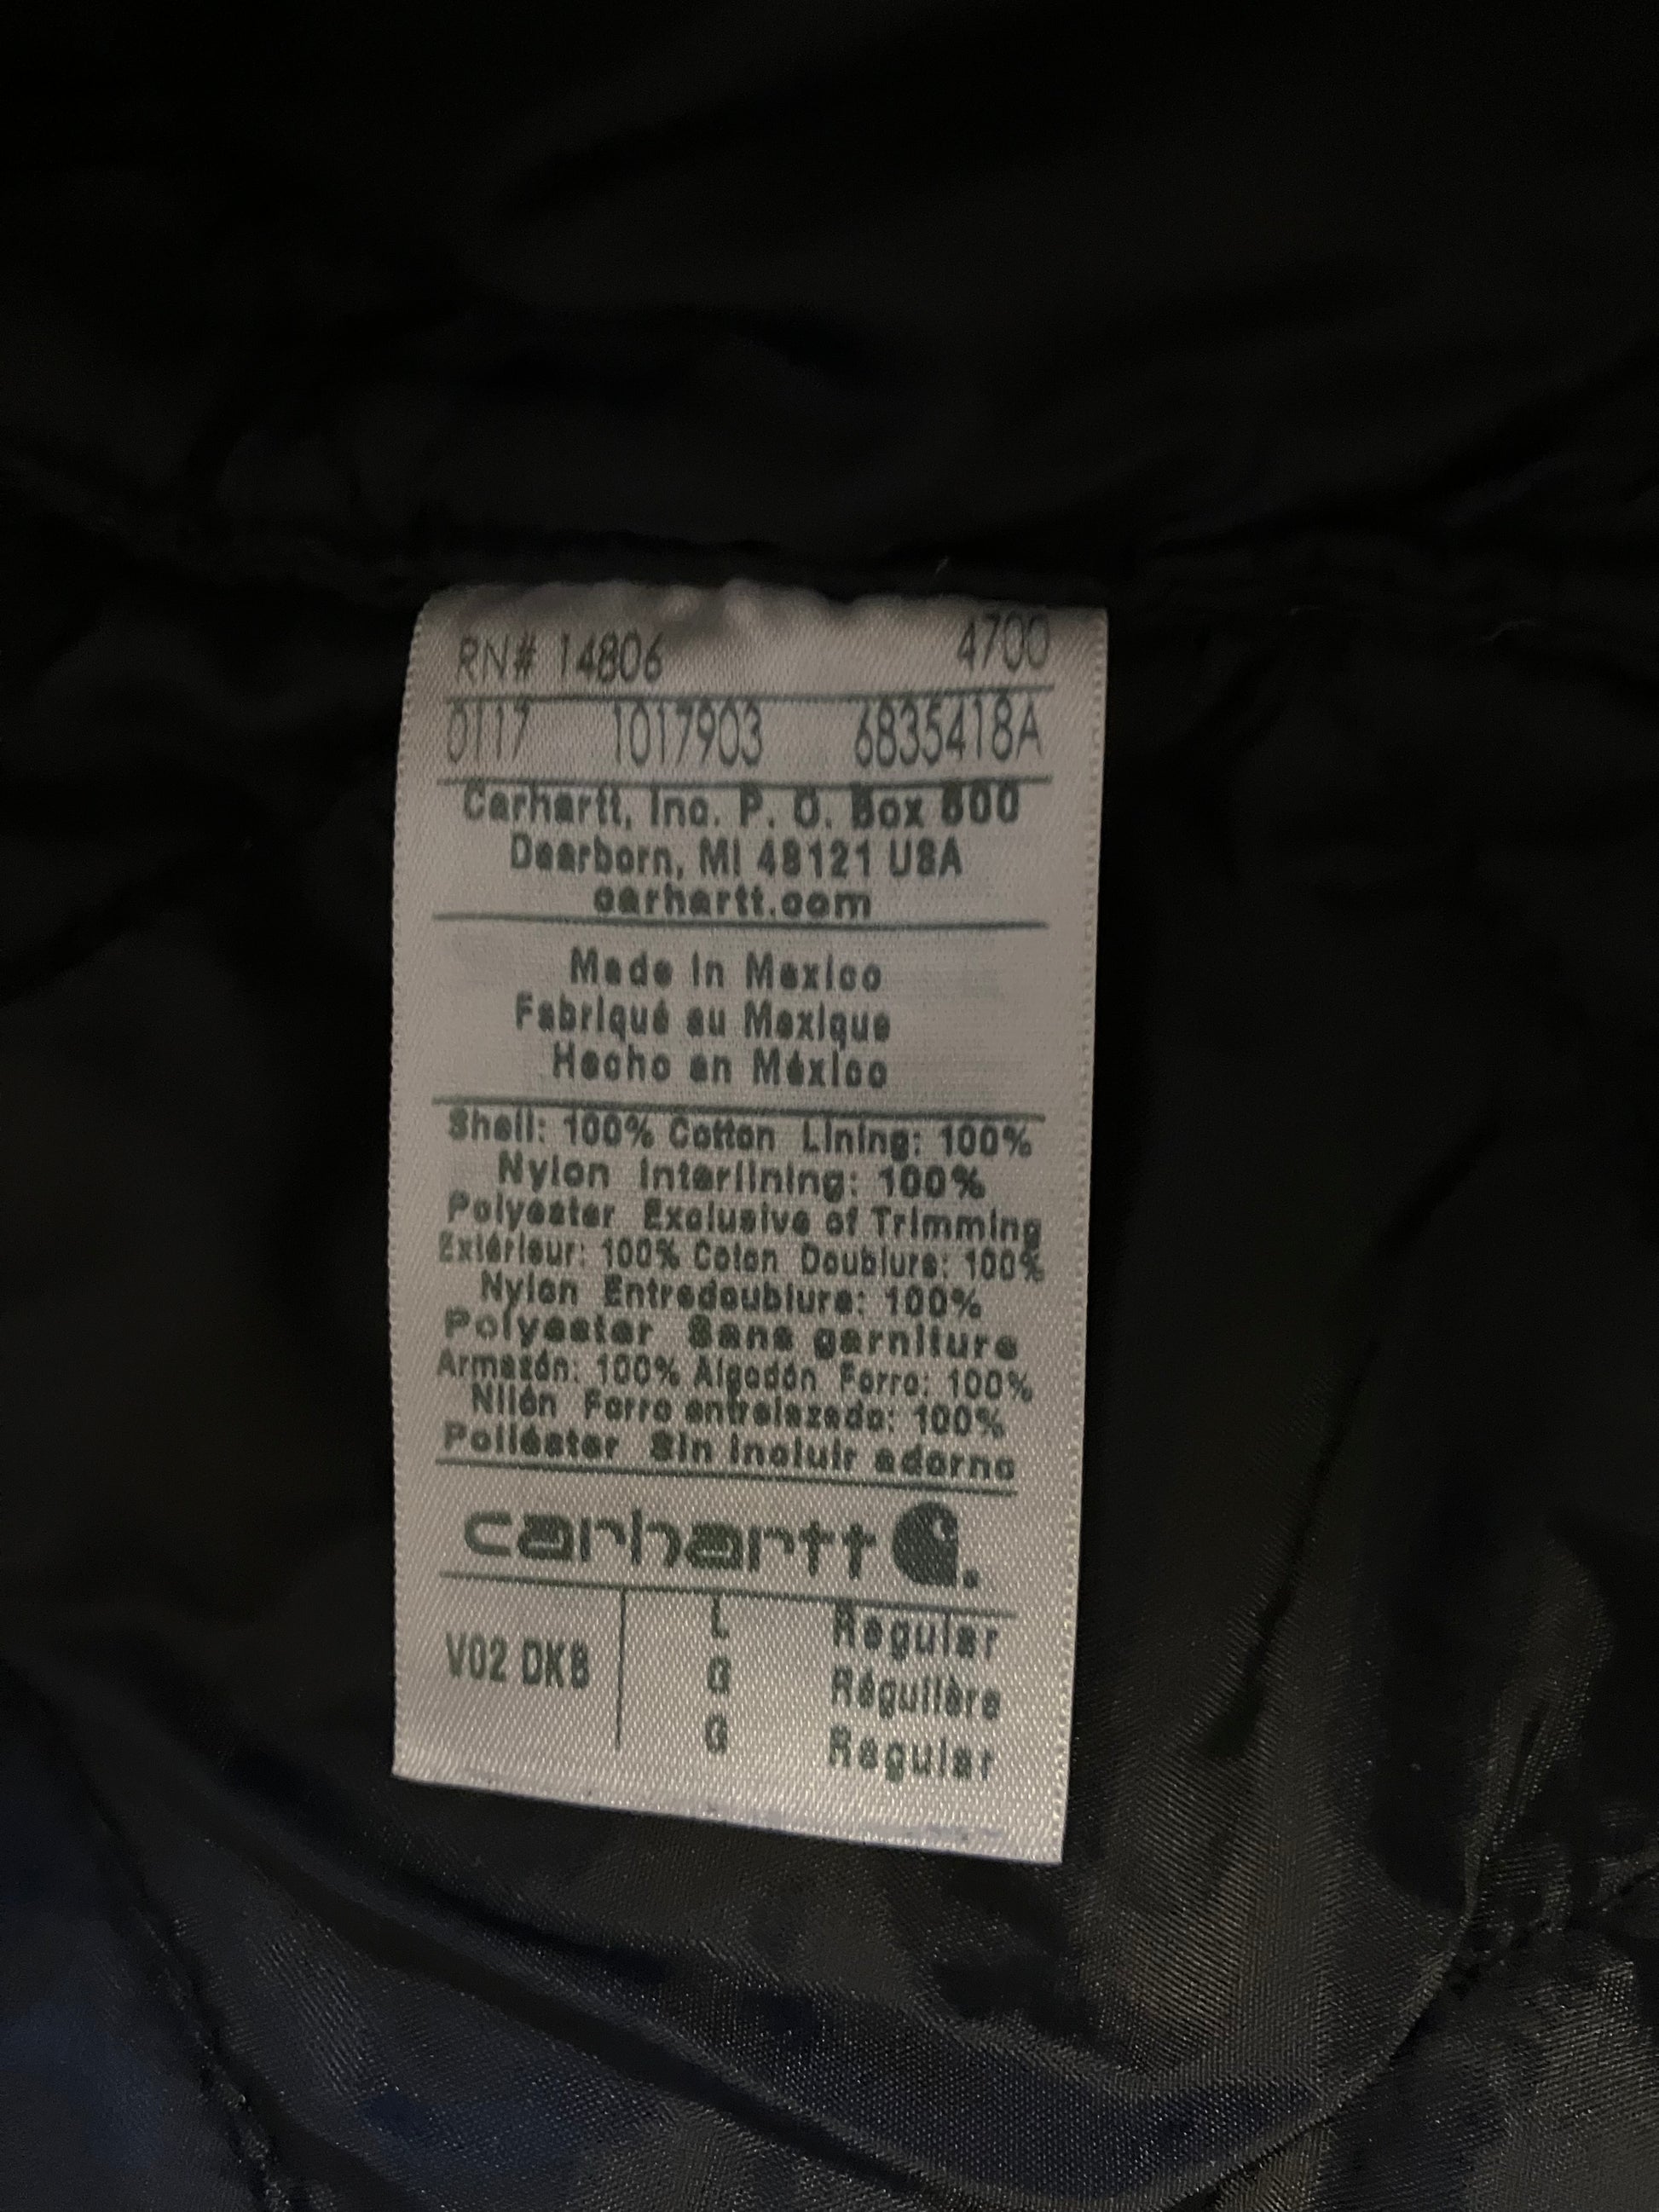 RN# 14806 4700
0117 1017903 6835418A
Carhartt, Inc. P. O. Box 600
Dearborn, MI 48121 USA
carhartt.com
Made in Mexico
Fabriqué au Mexique
Hecho en México
Shell: 100% Cotton Lining: 100%
Nylon Interlining: 100%
Polyester Exclusive of Trimming
Extérieur: 100% Coton Doublure: 100%
Nylon Entredoublure: 100%
Polyester Sans garniture
Armazón: 100% Algodón Forro: 100%
Nilón Forro entrelazado: 100%
Poliéster Sin incluir adorno
carhartt
V02 DKB
L Regular
G Régulière
G Regular